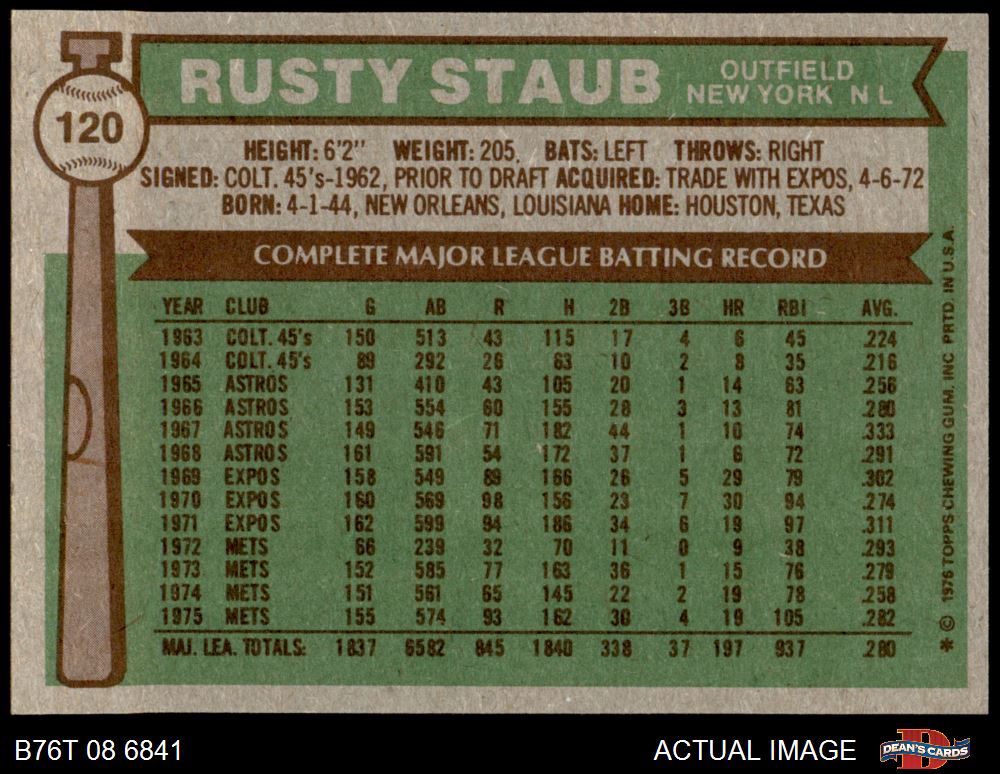 RUSTY STAUB
OUTFIELD
NEW YORK N L
120
HEIGHT: 6'2" WEIGHT: 205. BATS: LEFT THROWS: RIGHT
SIGNED: COLT. 45's-1962, PRIOR TO DRAFT ACQUIRED: TRADE WITH EXPOS, 4-6-72
BORN: 4-1-44, NEW ORLEANS, LOUISIANA HOME: HOUSTON, TEXAS
COMPLETE MAJOR LEAGUE BATTING RECORD
YEAR CLUB G AB R H 2B 3B HR RBI AVG.
1963 COLT. 45's 150 513 43 115 17 4 6 45 .224
1964 COLT. 45's 89 292 26 63 10 2 8 35 .216
1965 ASTROS 131 410 43 105 20 1 14 63 .256
1966 ASTROS 153 554 60 155 28 3 13 81 .280
1967 ASTROS 149 546 71 182 44 1 10 74 .333
1968 ASTROS 161 591 54 172 37 1 6 72 .291
1969 EXPOS 158 549 89 166 26 5 29 79 .302
1970 EXPOS 160 569 98 156 23 7 30 94 .274
1971 EXPOS 162 599 94 186 34 6 19 97 .311
1972 METS 66 239 32 70 11 0 9 38 .293
1973 METS 152 585 77 163 36 1 15 76 .279
1974 METS 151 561 65 145 22 2 19 78 .258
1975 METS 155 574 93 162 30 4 19 105 .282
MAJ. LEA. TOTALS: 1837 6582 845 1840 338 37 197 937 .280
* © 1976 TOPPS CHEWING GUM, INC PRTD. IN U.S.A.
B76T 08 6841
ACTUAL IMAGE
DEAN'S CARDS